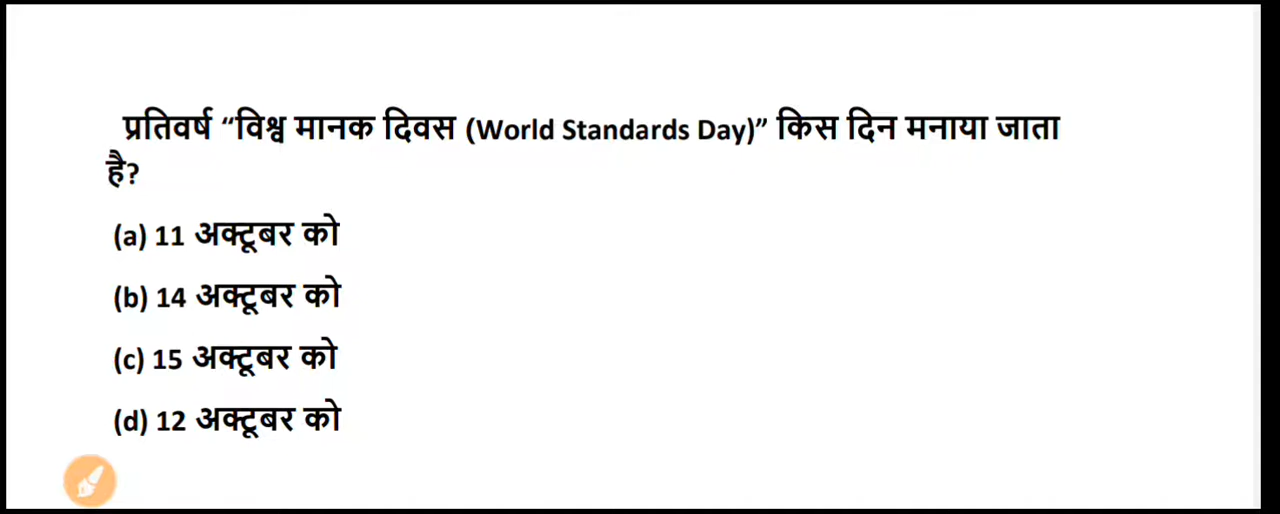 प्रतिवर्ष “विश्व मानक दिवस (World Standards Day)” किस दिन मनाया जाता
है?
(a) 11 अक्टूबर को
(b) 14 अक्टूबर को
(c) 15 अक्टूबर को
(d) 12 अक्टूबर को